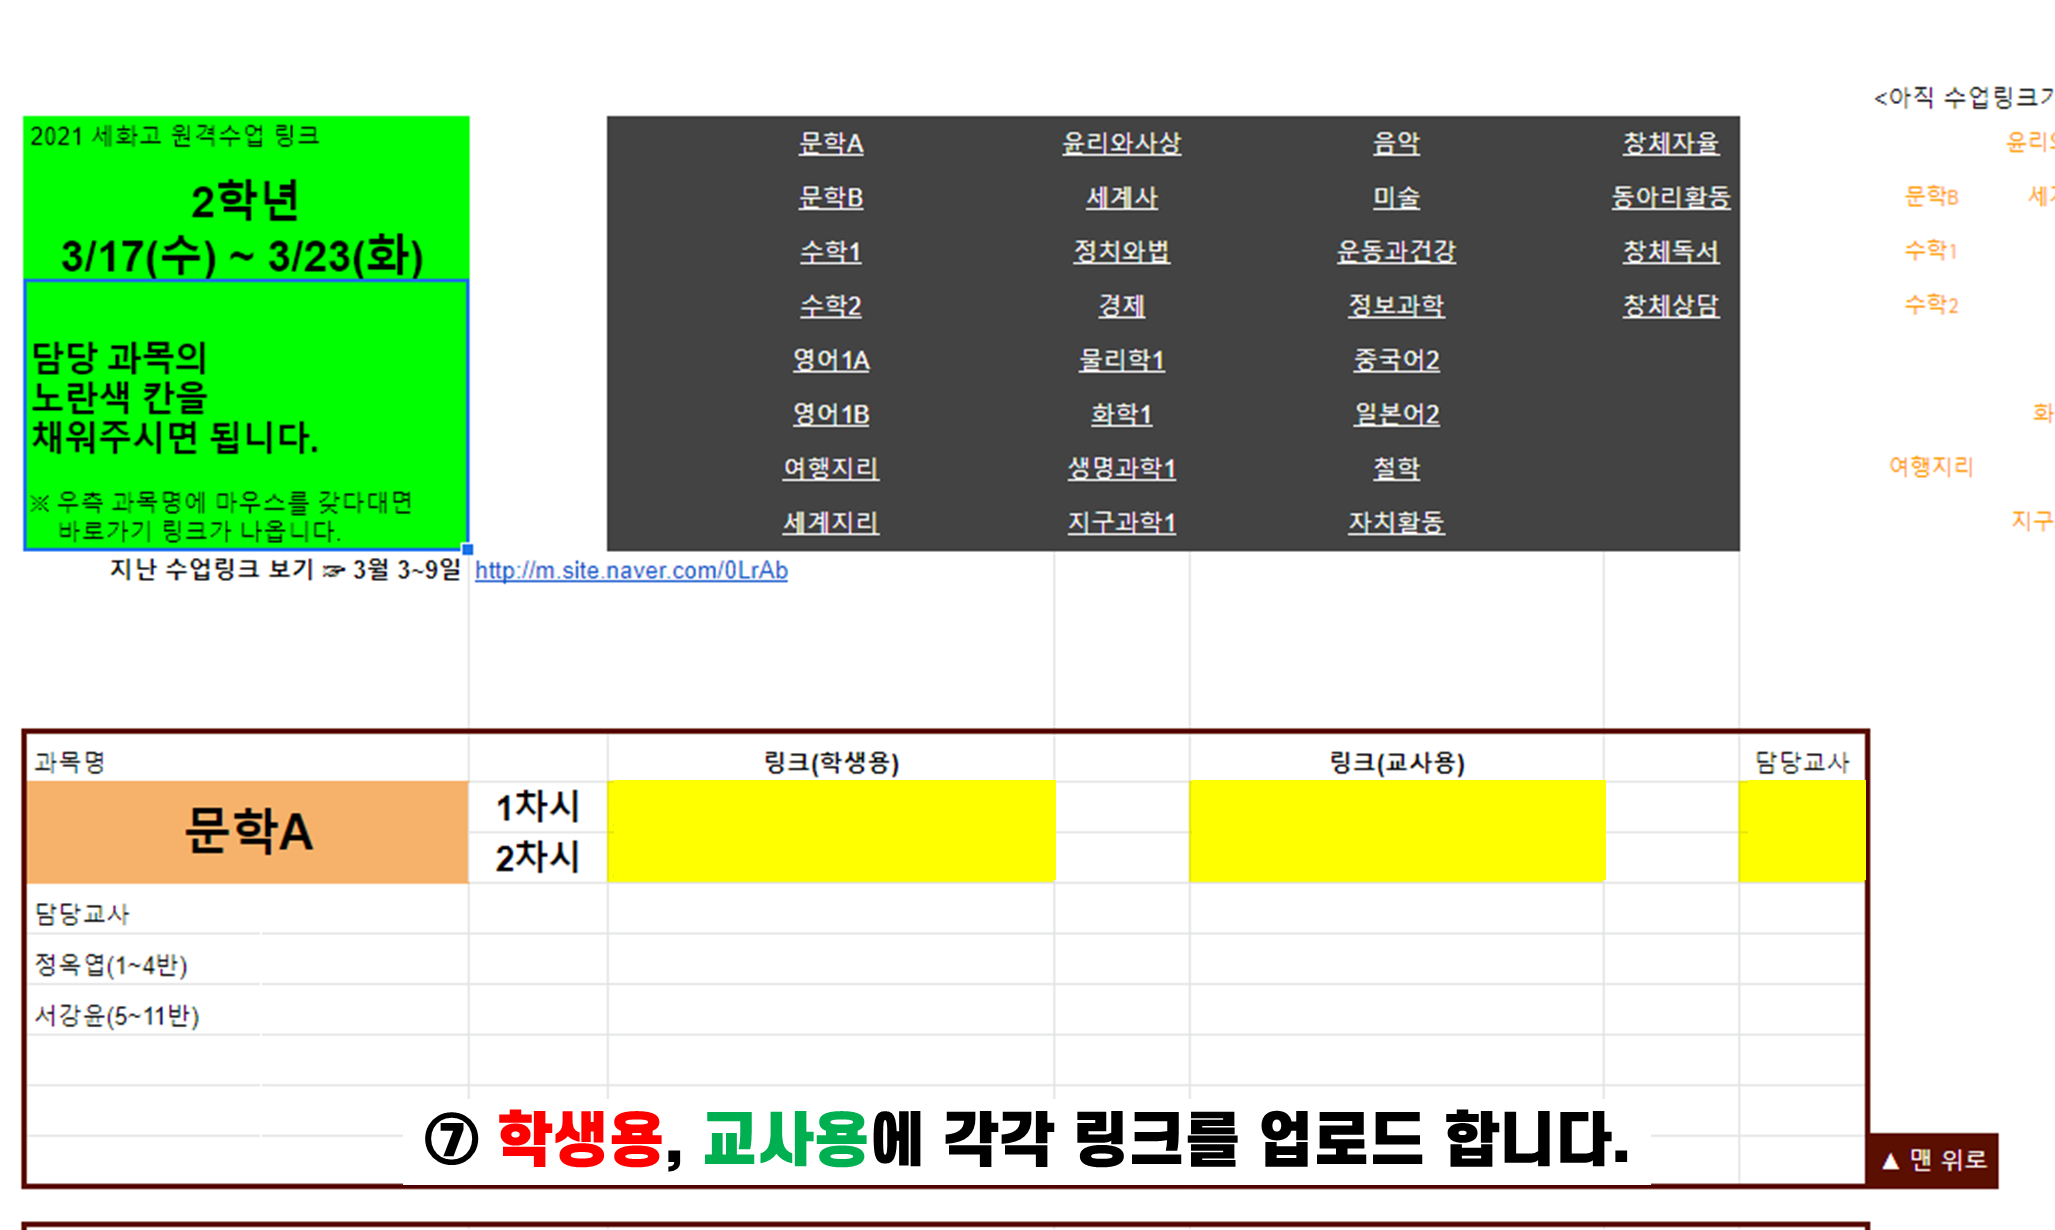 <아직 수업링크가
2021 세화고 원격수업 링크
2학년
3/17(수) ~ 3/23(화)
담당 과목의
노란색 칸을
채워주시면 됩니다.
※ 우측 과목명에 마우스를 갖다대면
바로가기 링크가 나옵니다.
문학A 윤리와사상 음악 창체자율
문학B 세계사 미술 동아리활동
수학1 정치와법 운동과건강 창체독서
수학2 경제 정보과학 창체상담
영어1A 물리학1 중국어2
영어1B 화학1 일본어2
여행지리 생명과학1 철학
세계지리 지구과학1 자치활동
윤리
문학B 세
수학1
수학2
화
여행지리
지구
지난 수업링크 보기 ☞ 3월 3~9일 http://m.site.naver.com/0LrAb
과목명 링크(학생용) 링크(교사용) 담당교사
문학A 1차시
2차시
담당교사
정옥엽(1~4반)
서강윤(5~11반)
⑦ 학생용, 교사용에 각각 링크를 업로드 합니다.
▲ 맨 위로